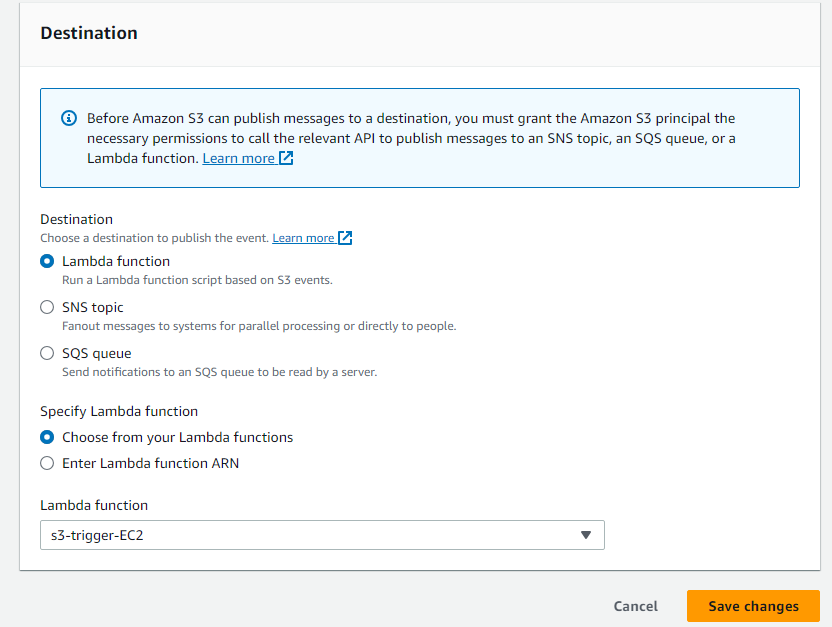 Destination
Before Amazon S3 can publish messages to a destination, you must grant the Amazon S3 principal the
necessary permissions to call the relevant API to publish messages to an SNS topic, an SQS queue, or a
Lambda function. Learn more
Destination
Choose a destination to publish the event. Learn more
Lambda function
Run a Lambda function script based on S3 events.
SNS topic
Fanout messages to systems for parallel processing or directly to people.
SQS queue
Send notifications to an SQS queue to be read by a server.
Specify Lambda function
Choose from your Lambda functions
Enter Lambda function ARN
Lambda function
s3-trigger-EC2
Cancel Save changes